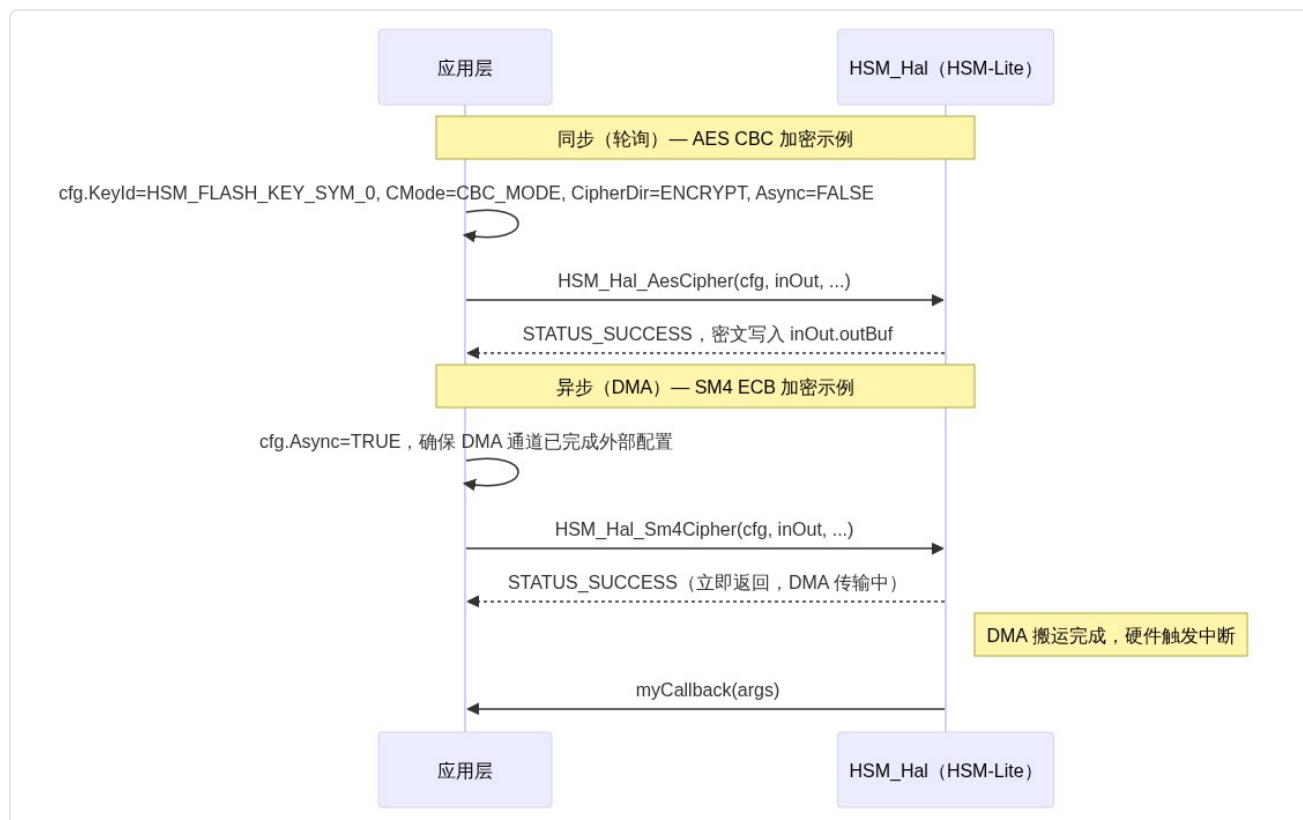 应用层
HSM_Hal（HSM-Lite）
同步（轮询）— AES CBC 加密示例
cfg.KeyId=HSM_FLASH_KEY_SYM_0, CMode=CBC_MODE, CipherDir=ENCRYPT, Async=FALSE
HSM_Hal_AesCipher(cfg, inOut, ...)
STATUS_SUCCESS，密文写入 inOut.outBuf
异步（DMA）— SM4 ECB 加密示例
cfg.Async=TRUE，确保 DMA 通道已完成外部配置
HSM_Hal_Sm4Cipher(cfg, inOut, ...)
STATUS_SUCCESS（立即返回，DMA 传输中）
DMA 搬运完成，硬件触发中断
myCallback(args)
应用层
HSM_Hal（HSM-Lite）